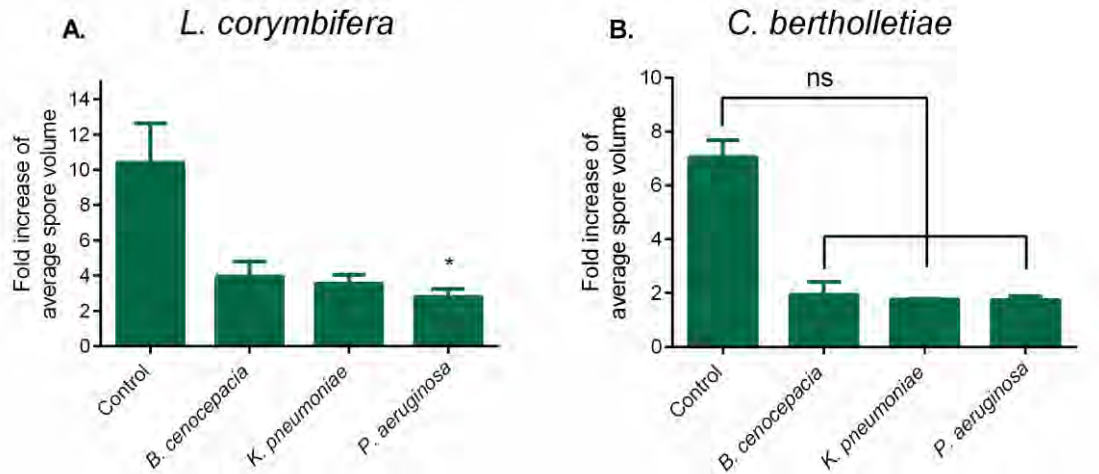 A. L. corymbifera
Fold increase of
average spore volume
14
12
10
8
6
4
2
0
*
Control
B. cenocepacia
K. pneumoniae
P. aeruginosa
B. C. bertholletiae
Fold increase of
average spore volume
10
8
6
4
2
0
ns
Control
B. cenocepacia
K. pneumoniae
P. aeruginosa